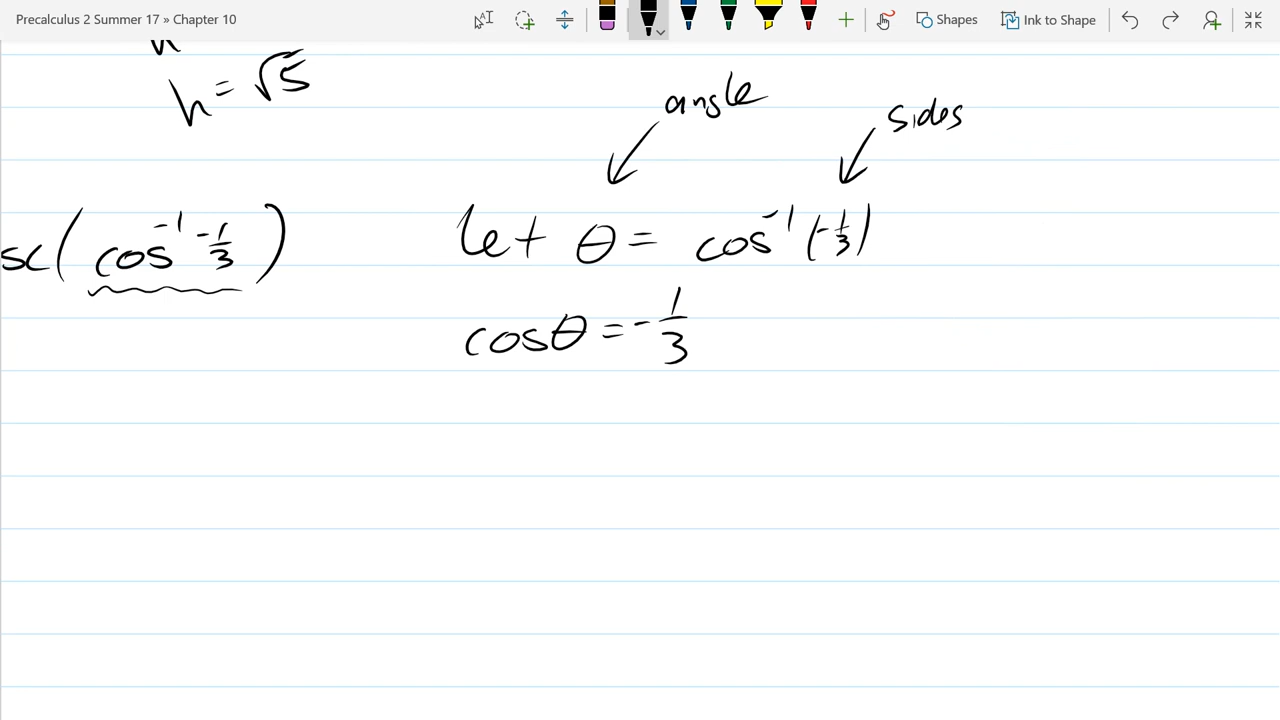 Precalculus 2 Summer 17 » Chapter 10
Shapes
Ink to Shape
h = √5
angle
sides
sc(cos⁻¹ -1/3)
let θ = cos⁻¹(-1/3)
cosθ = -1/3